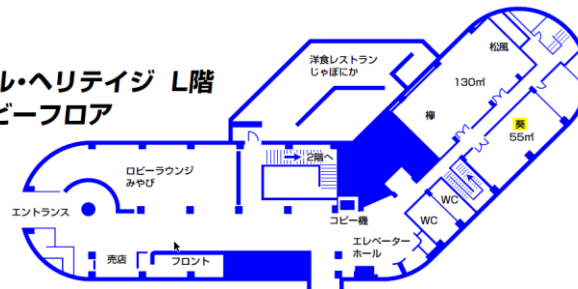 ル・ヘリテイジ L階
ビーフロア
洋食レストラン
じゃぽにか
松風
130㎡
欅
葵
55㎡
2階へ
ロビーラウンジ
みやび
エントランス
コピー機
WC
WC
エレベーター
ホール
売店
フロント